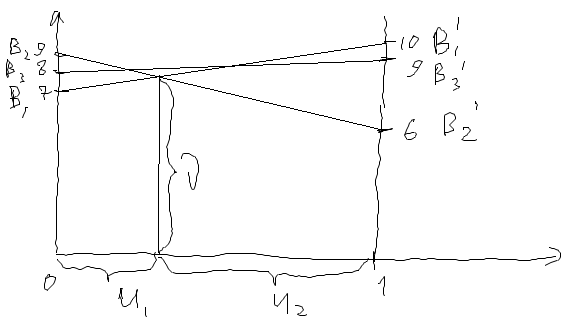 B₂ 9
B₃ 8
B₁ 7
10 B₁'
9 B₃'
6 B₂'
ν
0 1
u₁ u₂